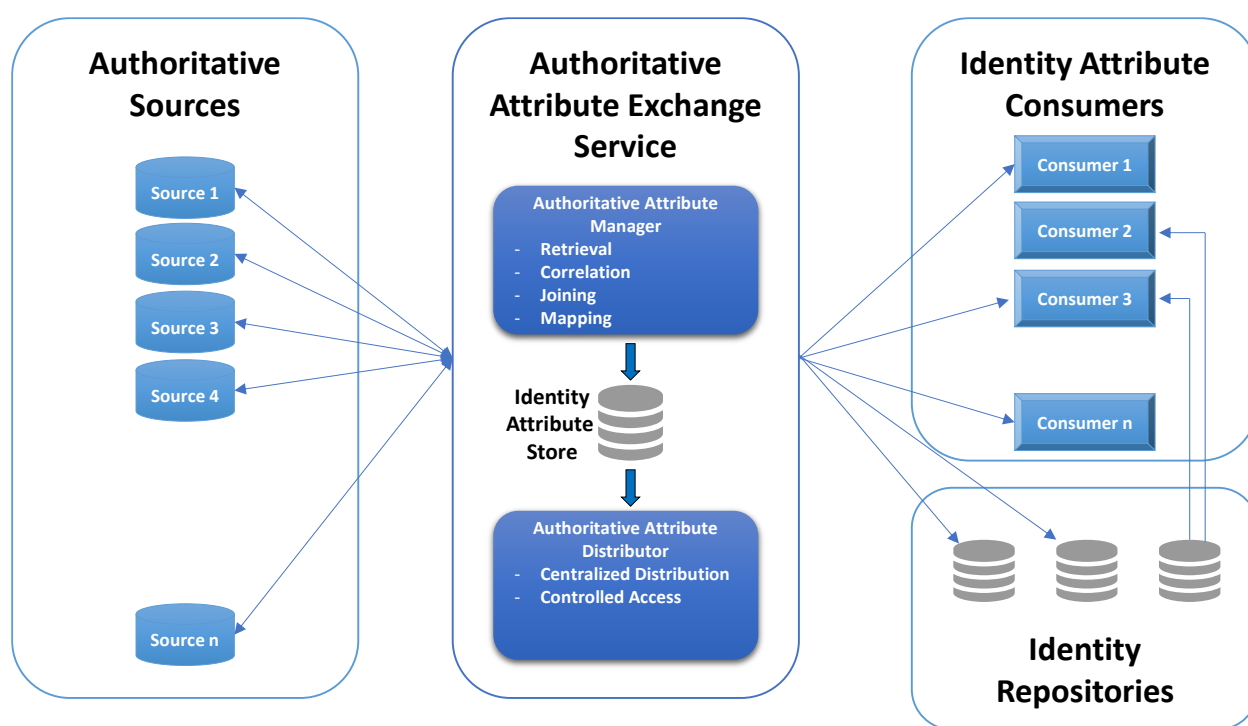 Authoritative
Sources
Source 1
Source 2
Source 3
Source 4
Source n
Authoritative
Attribute Exchange
Service
Authoritative Attribute
Manager
- Retrieval
- Correlation
- Joining
- Mapping
Identity
Attribute
Store
Authoritative Attribute
Distributor
- Centralized Distribution
- Controlled Access
Identity Attribute
Consumers
Consumer 1
Consumer 2
Consumer 3
Consumer n
Identity
Repositories